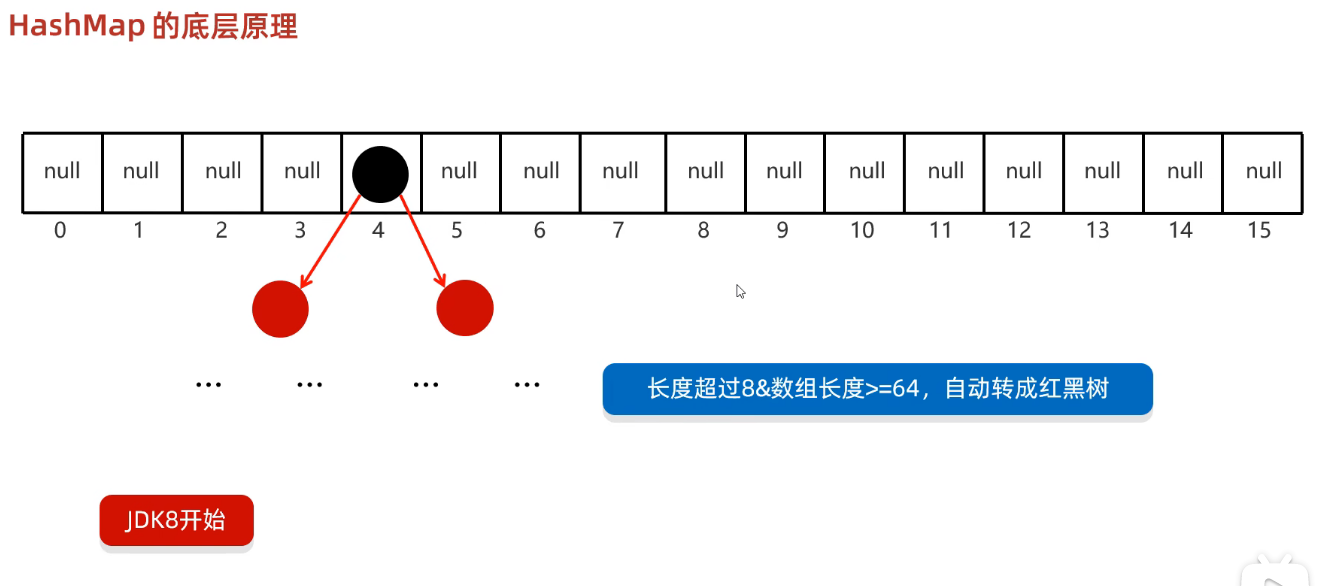 HashMap 的底层原理
null null null null null null null null null null null null null null null
0 1 2 3 4 5 6 7 8 9 10 11 12 13 14 15
... ... ... ...
长度超过8&数组长度>=64，自动转成红黑树
JDK8开始